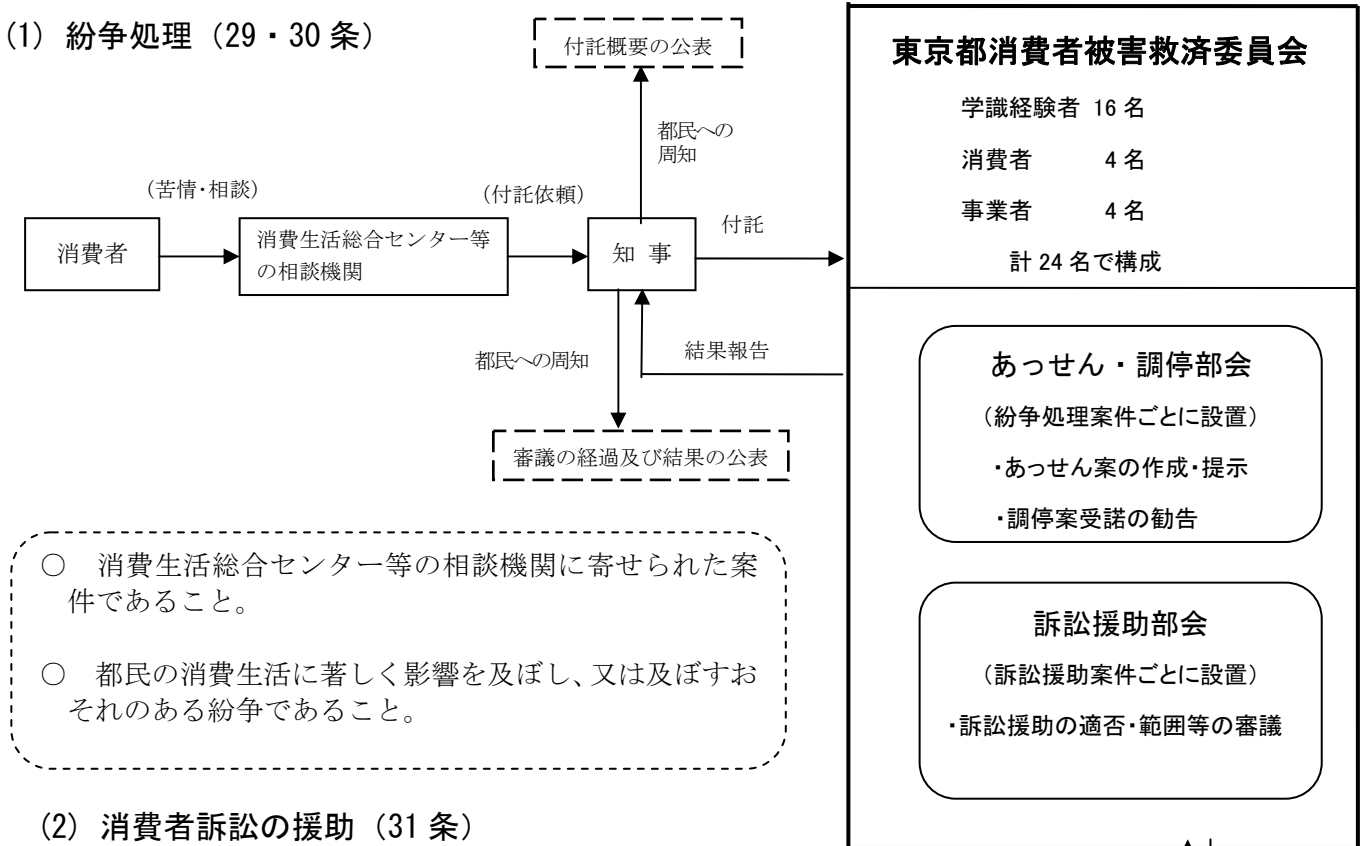 (1) 紛争処理（29・30 条）
付託概要の公表
都民への
周知
（苦情・相談）
（付託依頼）
消費者
消費生活総合センター等
の相談機関
知 事
付託
都民への周知
結果報告
審議の経過及び結果の公表
○ 消費生活総合センター等の相談機関に寄せられた案
件であること。
○ 都民の消費生活に著しく影響を及ぼし、又は及ぼすお
それのある紛争であること。
(2) 消費者訴訟の援助（31 条）
東京都消費者被害救済委員会
学識経験者 16 名
消費者 4 名
事業者 4 名
計 24 名で構成
あっせん・調停部会
（紛争処理案件ごとに設置）
・あっせん案の作成・提示
・調停案受諾の勧告
訴訟援助部会
（訴訟援助案件ごとに設置）
・訴訟援助の適否・範囲等の審議